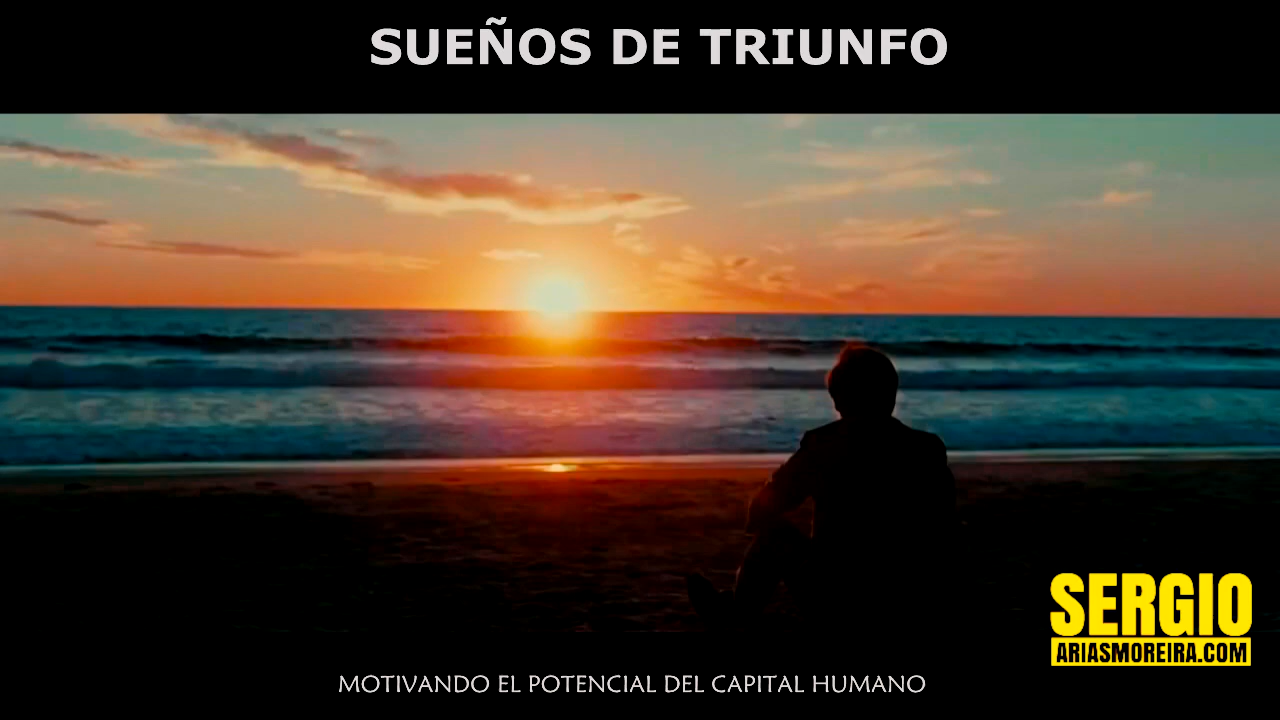 SUEÑOS DE TRIUNFO
SERGIO
ARIASMOREIRA.COM
MOTIVANDO EL POTENCIAL DEL CAPITAL HUMANO